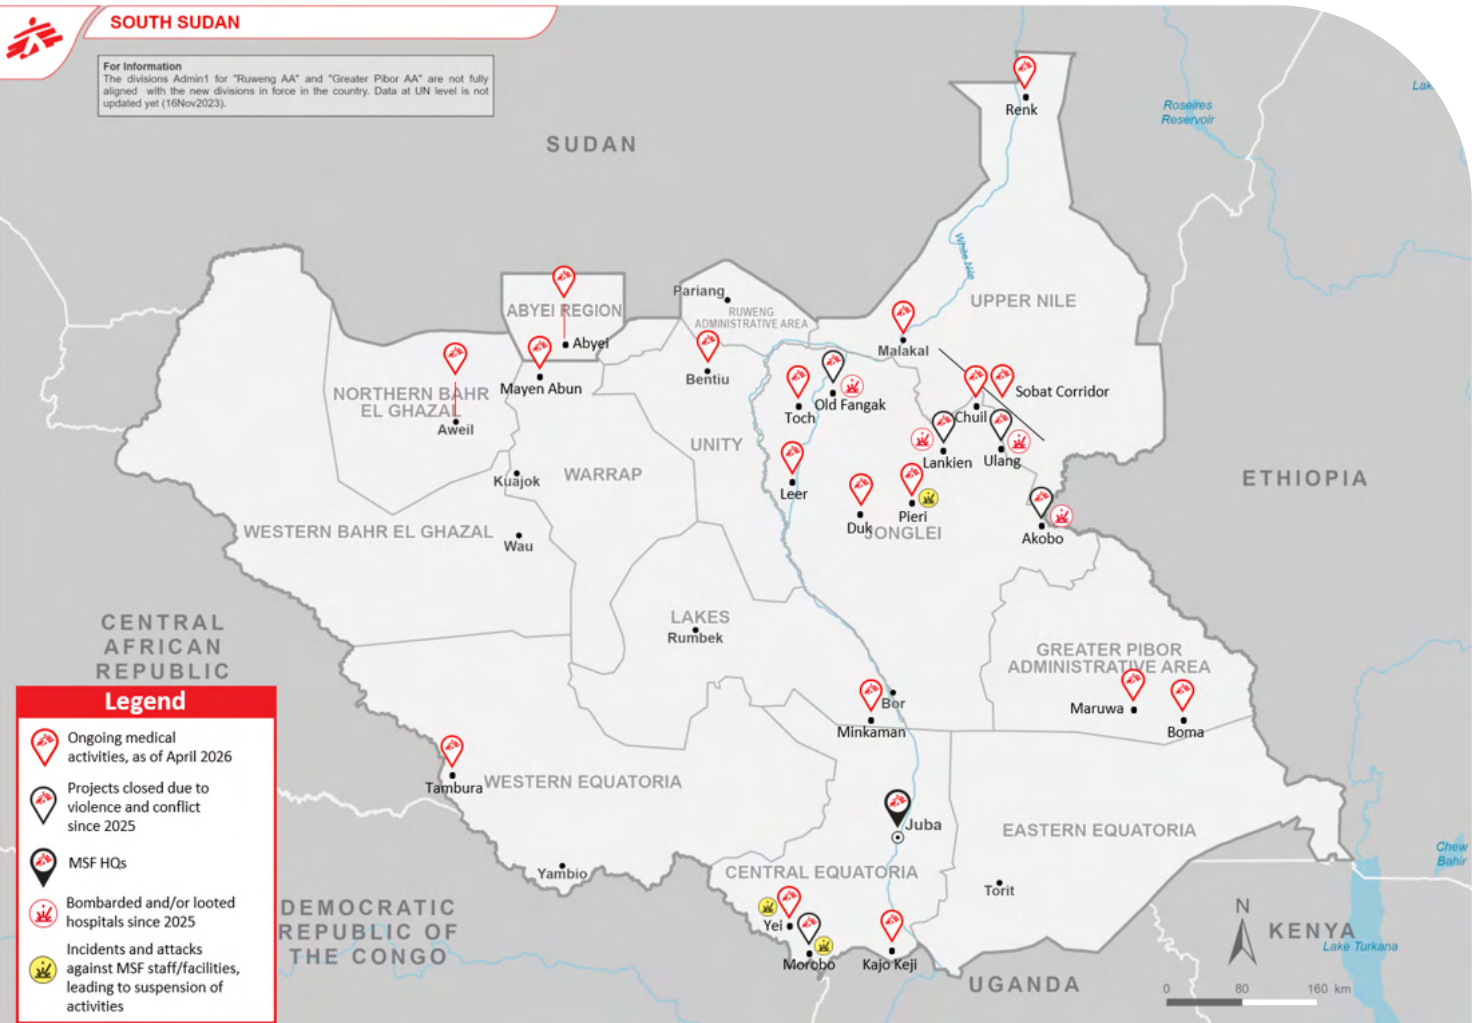 SOUTH SUDAN
For Information
The divisions Admin1 for "Ruweng AA" and "Greater Pibor AA" are not fully
aligned with the new divisions in force in the country. Data at UN level is not
updated yet (16Nov2023).
Renk
Lak
Roseires
Reservoir
SUDAN
White Nile
UPPER NILE
Pariang
RUWENG
ADMINISTRATIVE AREA
ABYEI REGION
Abyei
Malakal
Mayen Abun
Bentiu
NORTHERN BAHR
EL GHAZAL
Aweil
Toch
Old Fangak
Chuil
Sobat Corridor
UNITY
Lankien
Ulang
WARRAP
Kuajok
Leer
ETHIOPIA
Duk
Pieri
JONGLEI
Akobo
WESTERN BAHR EL GHAZAL
Wau
CENTRAL
AFRICAN
REPUBLIC
LAKES
Rumbek
GREATER PIBOR
ADMINISTRATIVE AREA
Maruwa
Boma
Bor
Minkaman
Tambura
WESTERN EQUATORIA
Juba
EASTERN EQUATORIA
Yambio
CENTRAL EQUATORIA
Torit
Chew
Bahir
DEMOCRATIC
REPUBLIC OF
THE CONGO
Yei
Morobo
Kajo Keji
UGANDA
KENYA
Lake Turkana
N
0 80 160 km
Legend
Ongoing medical
activities, as of April 2026
Projects closed due to
violence and conflict
since 2025
MSF HQs
Bombarded and/or looted
hospitals since 2025
Incidents and attacks
against MSF staff/facilities,
leading to suspension of
activities